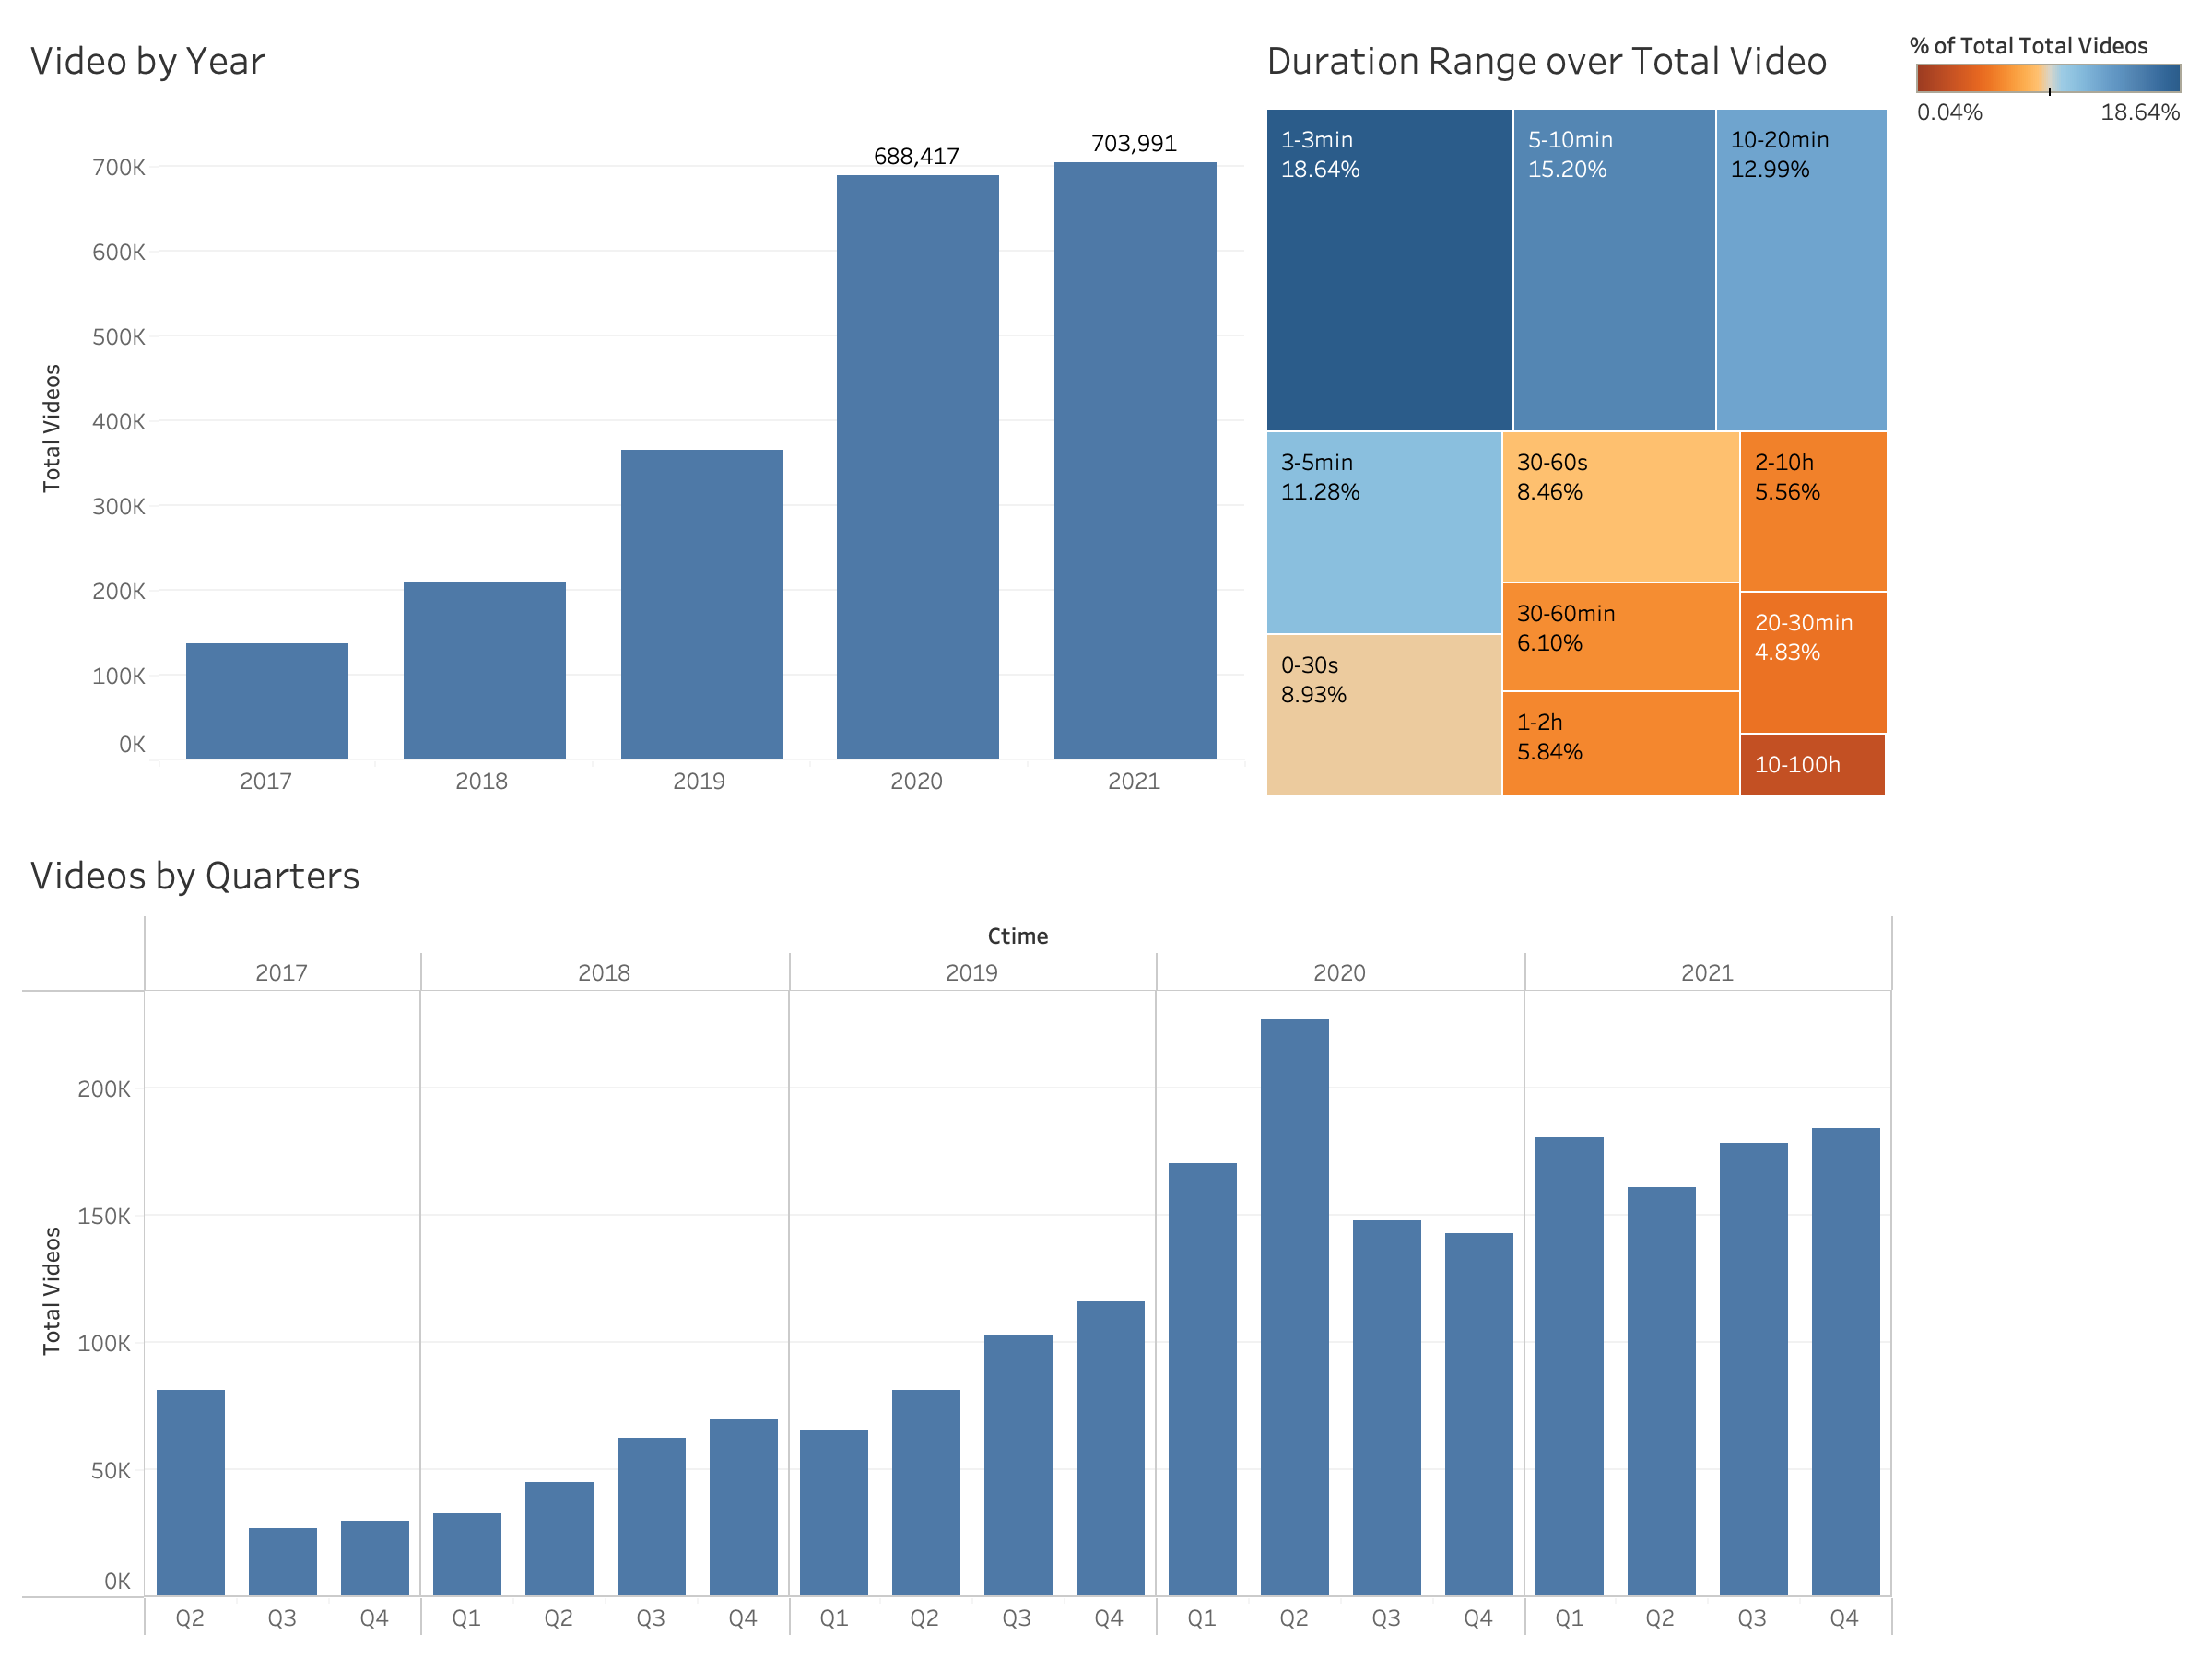 Video by Year
Total Videos
700K
600K
500K
400K
300K
200K
100K
0K
688,417
703,991
2017 2018 2019 2020 2021
Duration Range over Total Video
1-3min
18.64%
5-10min
15.20%
10-20min
12.99%
3-5min
11.28%
30-60s
8.46%
2-10h
5.56%
30-60min
6.10%
20-30min
4.83%
0-30s
8.93%
1-2h
5.84%
10-100h
% of Total Total Videos
0.04% 18.64%
Videos by Quarters
Ctime
2017 2018 2019 2020 2021
Total Videos
200K
150K
100K
50K
0K
Q2 Q3 Q4 Q1 Q2 Q3 Q4 Q1 Q2 Q3 Q4 Q1 Q2 Q3 Q4 Q1 Q2 Q3 Q4